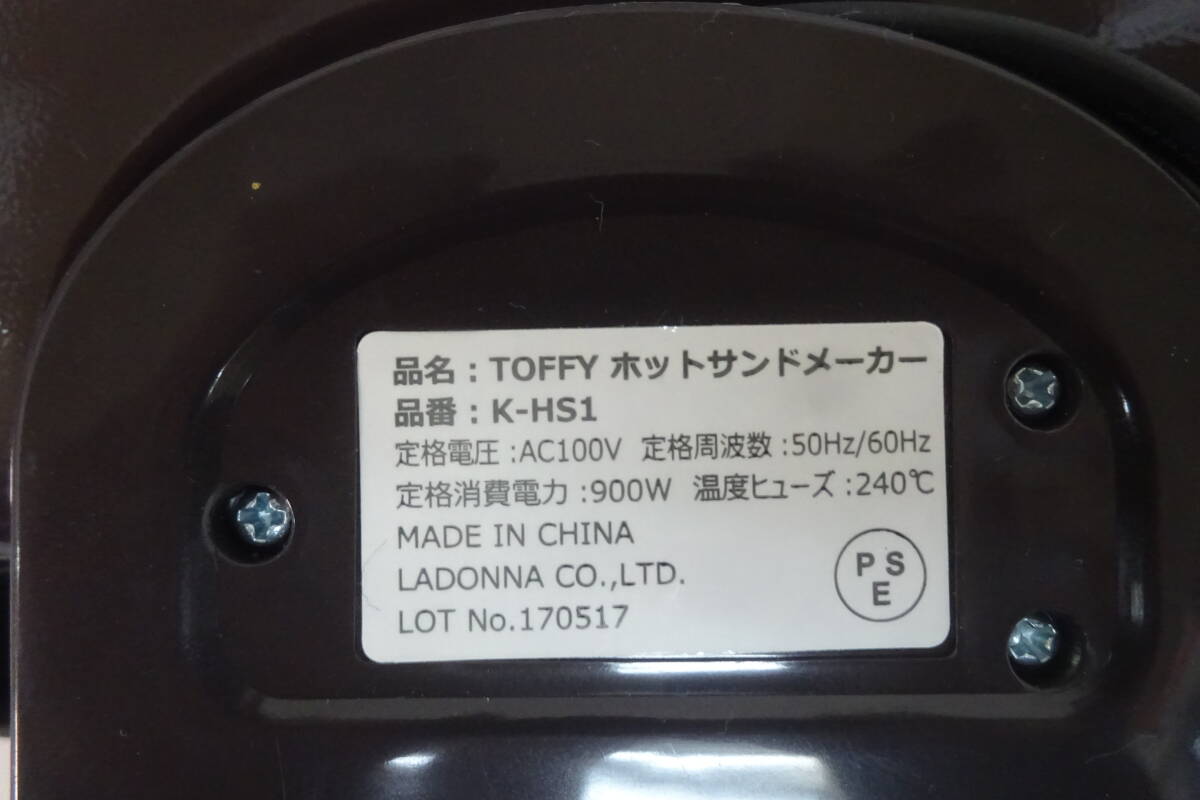 品名：TOFFY ホットサンドメーカー
品番：K-HS1
定格電圧:AC100V 定格周波数:50Hz/60Hz
定格消費電力:900W 温度ヒューズ:240℃
MADE IN CHINA
LADONNA CO.,LTD.
LOT No.170517
P S
E